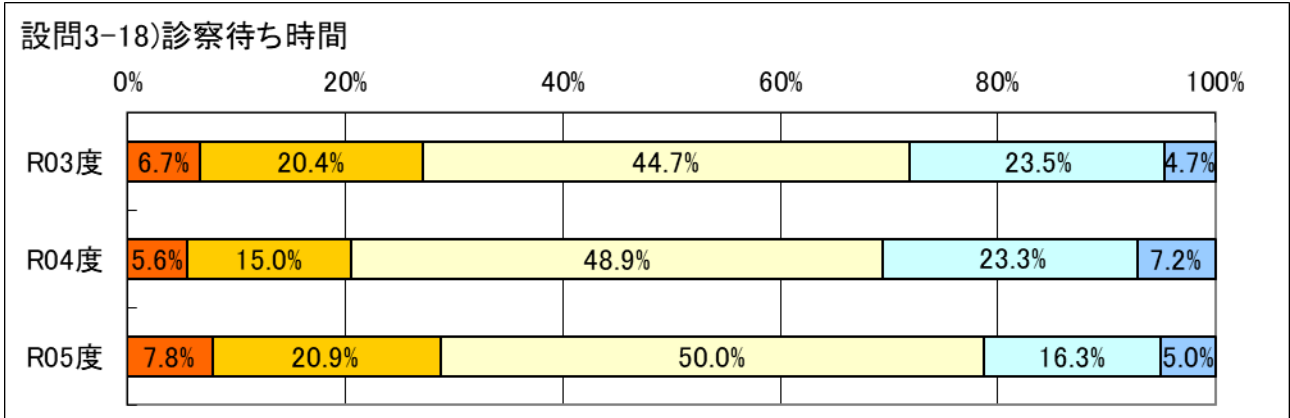 設問3-18)診察待ち時間
0% 20% 40% 60% 80% 100%
R03度 6.7% 20.4% 44.7% 23.5% 4.7%
R04度 5.6% 15.0% 48.9% 23.3% 7.2%
R05度 7.8% 20.9% 50.0% 16.3% 5.0%